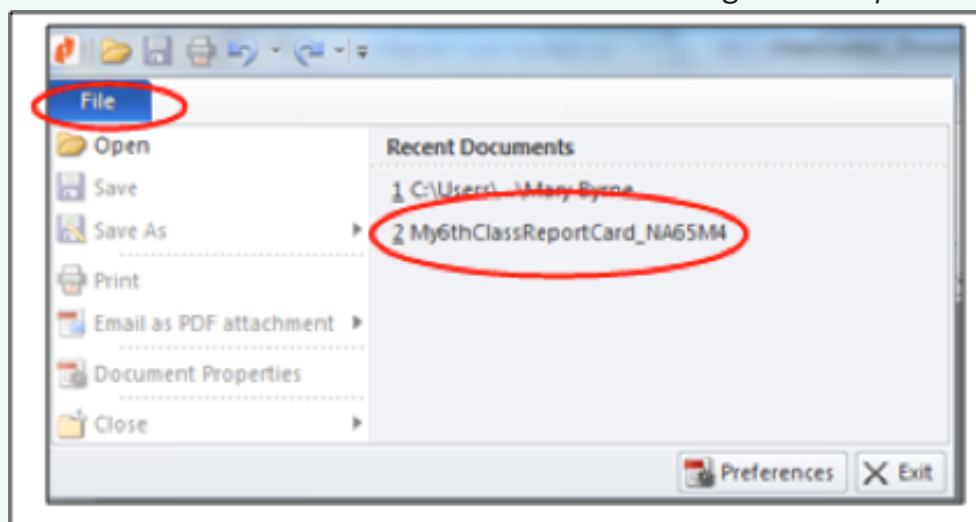 File
Open
Save
Save As
Print
Email as PDF attachment
Document Properties
Close
Recent Documents
1 C:\Users\...\Mary Byrne
2 My6thClassReportCard_NA65M4
Preferences
Exit